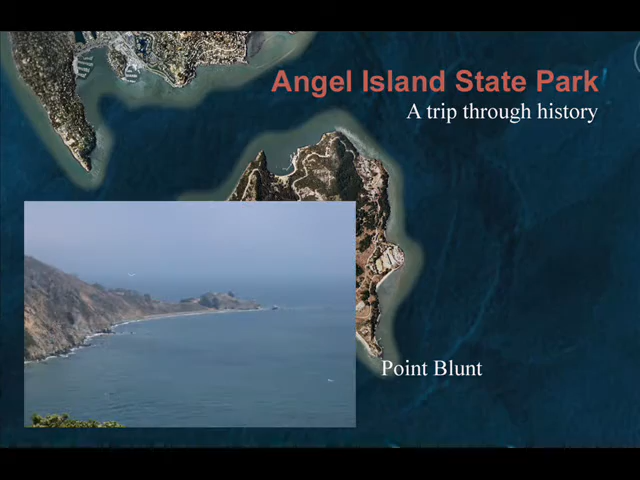 Angel Island State Park
A trip through history
Point Blunt